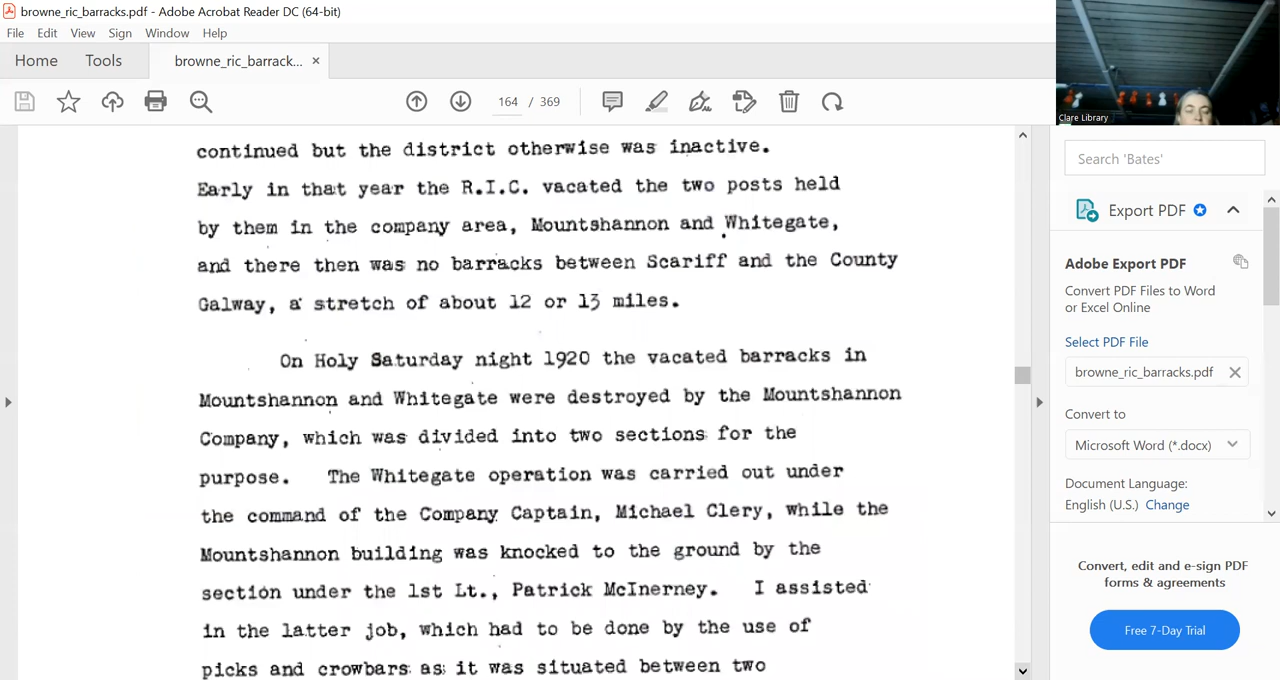 browne_ric_barracks.pdf - Adobe Acrobat Reader DC (64-bit)
File Edit View Sign Window Help
Home Tools browne_ric_barrack... ×
164 / 369
continued but the district otherwise was inactive.
Early in that year the R.I.C. vacated the two posts held
by them in the company area, Mountshannon and Whitegate,
and there then was no barracks between Scariff and the County
Galway, a stretch of about 12 or 13 miles.
On Holy Saturday night 1920 the vacated barracks in
Mountshannon and Whitegate were destroyed by the Mountshannon
Company, which was divided into two sections for the
purpose. The Whitegate operation was carried out under
the command of the Company Captain, Michael Clery, while the
Mountshannon building was knocked to the ground by the
section under the 1st Lt., Patrick McInerney. I assisted
in the latter job, which had to be done by the use of
picks and crowbars as it was situated between two
Clare Library
Search 'Bates'
Export PDF
Adobe Export PDF
Convert PDF Files to Word
or Excel Online
Select PDF File
browne_ric_barracks.pdf
Convert to
Microsoft Word (*.docx)
Document Language:
English (U.S.) Change
Convert, edit and e-sign PDF
forms & agreements
Free 7-Day Trial